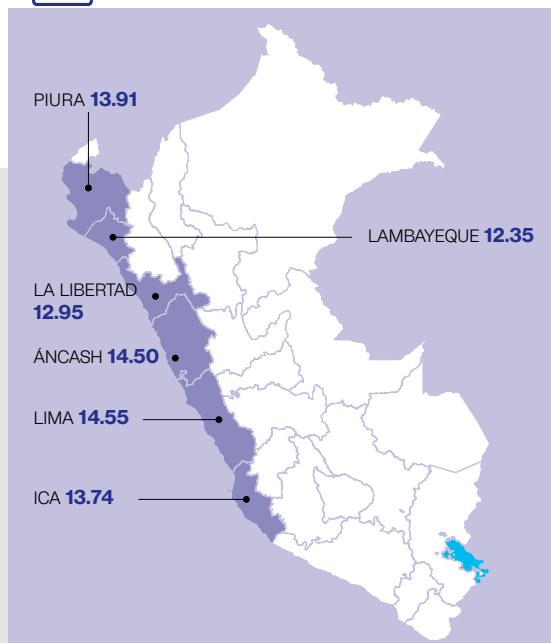 PIURA 13.91
LAMBAYEQUE 12.35
LA LIBERTAD
12.95
ÁNCASH 14.50
LIMA 14.55
ICA 13.74